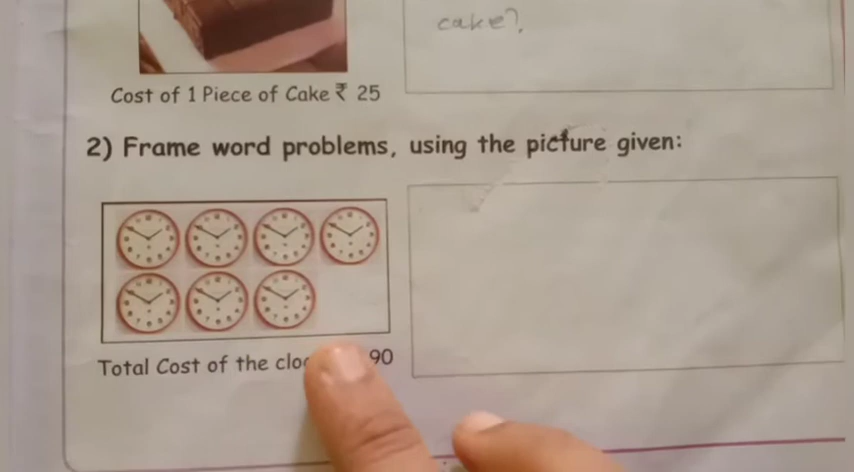 cake?.
Cost of 1 Piece of Cake ₹ 25
2) Frame word problems, using the picture given:
Total Cost of the 90